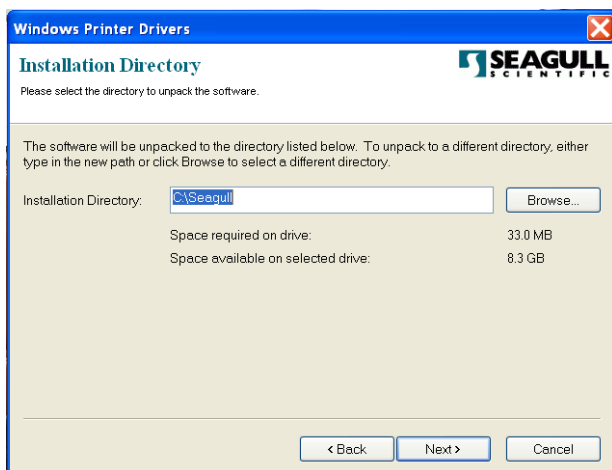 Windows Printer Drivers
Installation Directory
SEAGULL
SCIENTIFIC
Please select the directory to unpack the software.
The software will be unpacked to the directory listed below. To unpack to a different directory, either
type in the new path or click Browse to select a different directory.
Installation Directory: C:\Seagull Browse...
Space required on drive: 33.0 MB
Space available on selected drive: 8.3 GB
< Back Next > Cancel